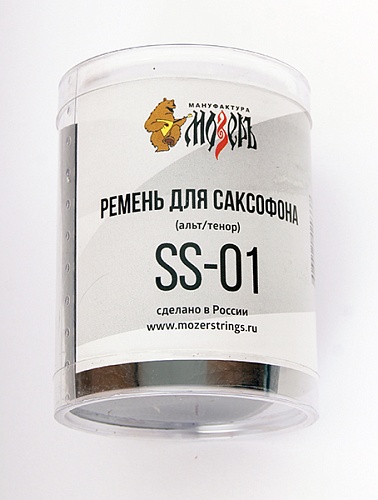 МАНУФАКТУРА
МОЗЕРЪ
РЕМЕНЬ ДЛЯ САКСОФОНА
(альт/тенор)
SS-01
сделано в России
www.mozerstrings.ru